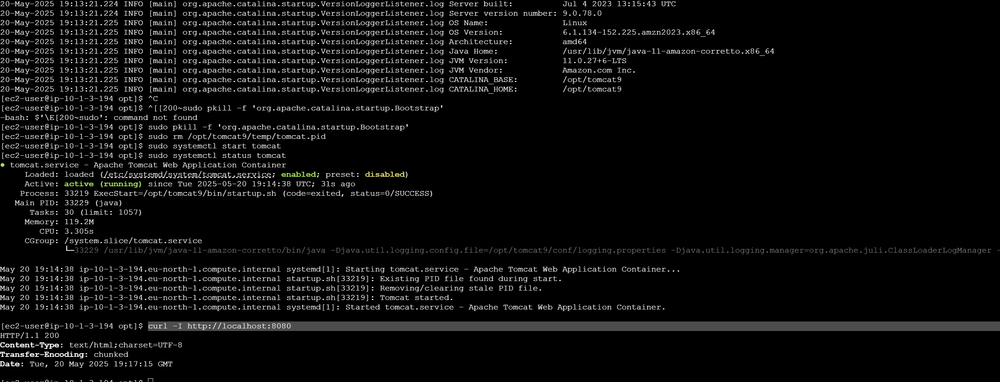 20-May-2025 19:13:21.224 INFO [main] org.apache.catalina.startup.VersionLoggerListener.log Server built:          Jul 4 2023 13:15:43 UTC
20-May-2025 19:13:21.224 INFO [main] org.apache.catalina.startup.VersionLoggerListener.log Server version number: 9.0.78.0
20-May-2025 19:13:21.225 INFO [main] org.apache.catalina.startup.VersionLoggerListener.log OS Name:               Linux
20-May-2025 19:13:21.225 INFO [main] org.apache.catalina.startup.VersionLoggerListener.log OS Version:            6.1.134-152.225.amzn2023.x86_64
20-May-2025 19:13:21.225 INFO [main] org.apache.catalina.startup.VersionLoggerListener.log Architecture:          amd64
20-May-2025 19:13:21.225 INFO [main] org.apache.catalina.startup.VersionLoggerListener.log Java Home:             /usr/lib/jvm/java-11-amazon-corretto.x86_64
20-May-2025 19:13:21.225 INFO [main] org.apache.catalina.startup.VersionLoggerListener.log JVM Version:           11.0.27+6-LTS
20-May-2025 19:13:21.225 INFO [main] org.apache.catalina.startup.VersionLoggerListener.log JVM Vendor:            Amazon.com Inc.
20-May-2025 19:13:21.225 INFO [main] org.apache.catalina.startup.VersionLoggerListener.log CATALINA_BASE:         /opt/tomcat9
20-May-2025 19:13:21.225 INFO [main] org.apache.catalina.startup.VersionLoggerListener.log CATALINA_HOME:         /opt/tomcat9
[ec2-user@ip-10-1-3-194 opt]$ ^C
[ec2-user@ip-10-1-3-194 opt]$ ^[[200~sudo pkill -f 'org.apache.catalina.startup.Bootstrap'
-bash: $'\E[200~sudo': command not found
[ec2-user@ip-10-1-3-194 opt]$ sudo pkill -f 'org.apache.catalina.startup.Bootstrap'
[ec2-user@ip-10-1-3-194 opt]$ sudo rm /opt/tomcat9/temp/tomcat.pid
[ec2-user@ip-10-1-3-194 opt]$ sudo systemctl start tomcat
[ec2-user@ip-10-1-3-194 opt]$ sudo systemctl status tomcat
● tomcat.service - Apache Tomcat Web Application Container
     Loaded: loaded (/etc/systemd/system/tomcat.service; enabled; preset: disabled)
     Active: active (running) since Tue 2025-05-20 19:14:38 UTC; 31s ago
    Process: 33219 ExecStart=/opt/tomcat9/bin/startup.sh (code=exited, status=0/SUCCESS)
   Main PID: 33229 (java)
      Tasks: 30 (limit: 1057)
     Memory: 119.2M
        CPU: 3.305s
     CGroup: /system.slice/tomcat.service
             └─33229 /usr/lib/jvm/java-11-amazon-corretto/bin/java -Djava.util.logging.config.file=/opt/tomcat9/conf/logging.properties -Djava.util.logging.manager=org.apache.juli.ClassLoaderLogManager -
May 20 19:14:38 ip-10-1-3-194.eu-north-1.compute.internal systemd[1]: Starting tomcat.service - Apache Tomcat Web Application Container...
May 20 19:14:38 ip-10-1-3-194.eu-north-1.compute.internal startup.sh[33219]: Existing PID file found during start.
May 20 19:14:38 ip-10-1-3-194.eu-north-1.compute.internal startup.sh[33219]: Removing/clearing stale PID file.
May 20 19:14:38 ip-10-1-3-194.eu-north-1.compute.internal startup.sh[33219]: Tomcat started.
May 20 19:14:38 ip-10-1-3-194.eu-north-1.compute.internal systemd[1]: Started tomcat.service - Apache Tomcat Web Application Container.
[ec2-user@ip-10-1-3-194 opt]$ curl -I http://localhost:8080
HTTP/1.1 200
Content-Type: text/html;charset=UTF-8
Transfer-Encoding: chunked
Date: Tue, 20 May 2025 19:17:15 GMT
[ec2-user@ip-10-1-3-194 opt]$